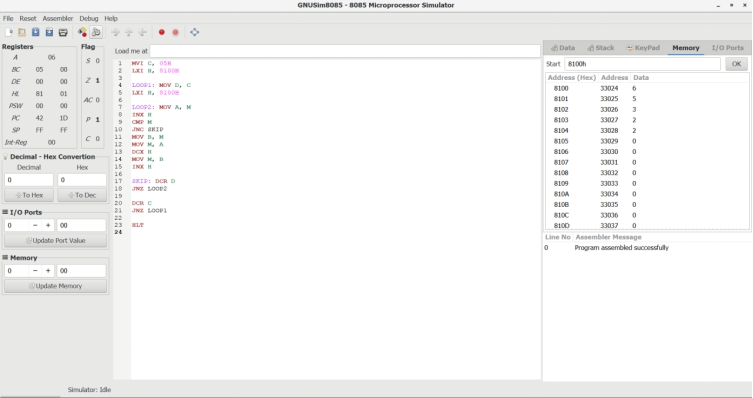 GNUSim8085 - 8085 Microprocessor Simulator
File Reset Assembler Debug Help
Registers
A 06
BC 05 00
DE 00 00
HL 81 01
PSW 00 00
PC 42 1D
SP FF FF
Int-Reg 00
Flag
S 0
Z 1
AC 0
P 1
C 0
Decimal - Hex Convertion
Decimal Hex
0 0
To Hex To Dec
I/O Ports
0 - + 00
Update Port Value
Memory
0 - + 00
Update Memory
Load me at
1 MVI C, 05H
2 LXI H, 8100H
3
4 LOOP1: MOV D, C
5 LXI H, 8100H
6
7 LOOP2: MOV A, M
8 INX H
9 CMP M
10 JNC SKIP
11 MOV B, M
12 MOV M, A
13 DCX H
14 MOV M, B
15 INX H
16
17 SKIP: DCR D
18 JNZ LOOP2
19
20 DCR C
21 JNZ LOOP1
22
23 HLT
24
Data Stack KeyPad Memory I/O Ports
Start 8100h OK
Address (Hex) Address Data
8100 33024 6
8101 33025 5
8102 33026 3
8103 33027 2
8104 33028 2
8105 33029 0
8106 33030 0
8107 33031 0
8108 33032 0
8109 33033 0
810A 33034 0
810B 33035 0
810C 33036 0
810D 33037 0
Line No Assembler Message
0 Program assembled successfully
Simulator: Idle